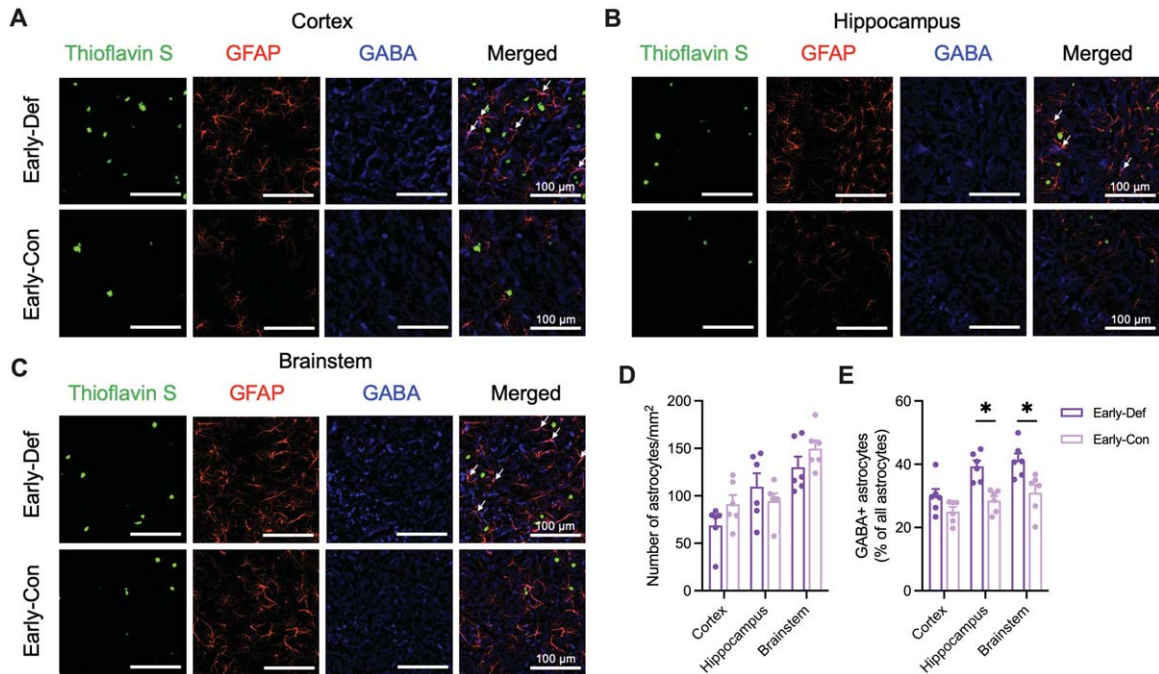 A
Cortex
Thioflavin S GFAP GABA Merged
Early-Def
100 µm
Early-Con
100 µm
B
Hippocampus
Thioflavin S GFAP GABA Merged
100 µm
100 µm
C
Brainstem
Thioflavin S GFAP GABA Merged
Early-Def
100 µm
Early-Con
100 µm
D
Number of astrocytes/mm²
200
150
100
50
0
Cortex
Hippocampus
Brainstem
E
GABA+ astrocytes
(% of all astrocytes)
60
40
20
0
* *
Cortex
Hippocampus
Brainstem
Early-Def
Early-Con